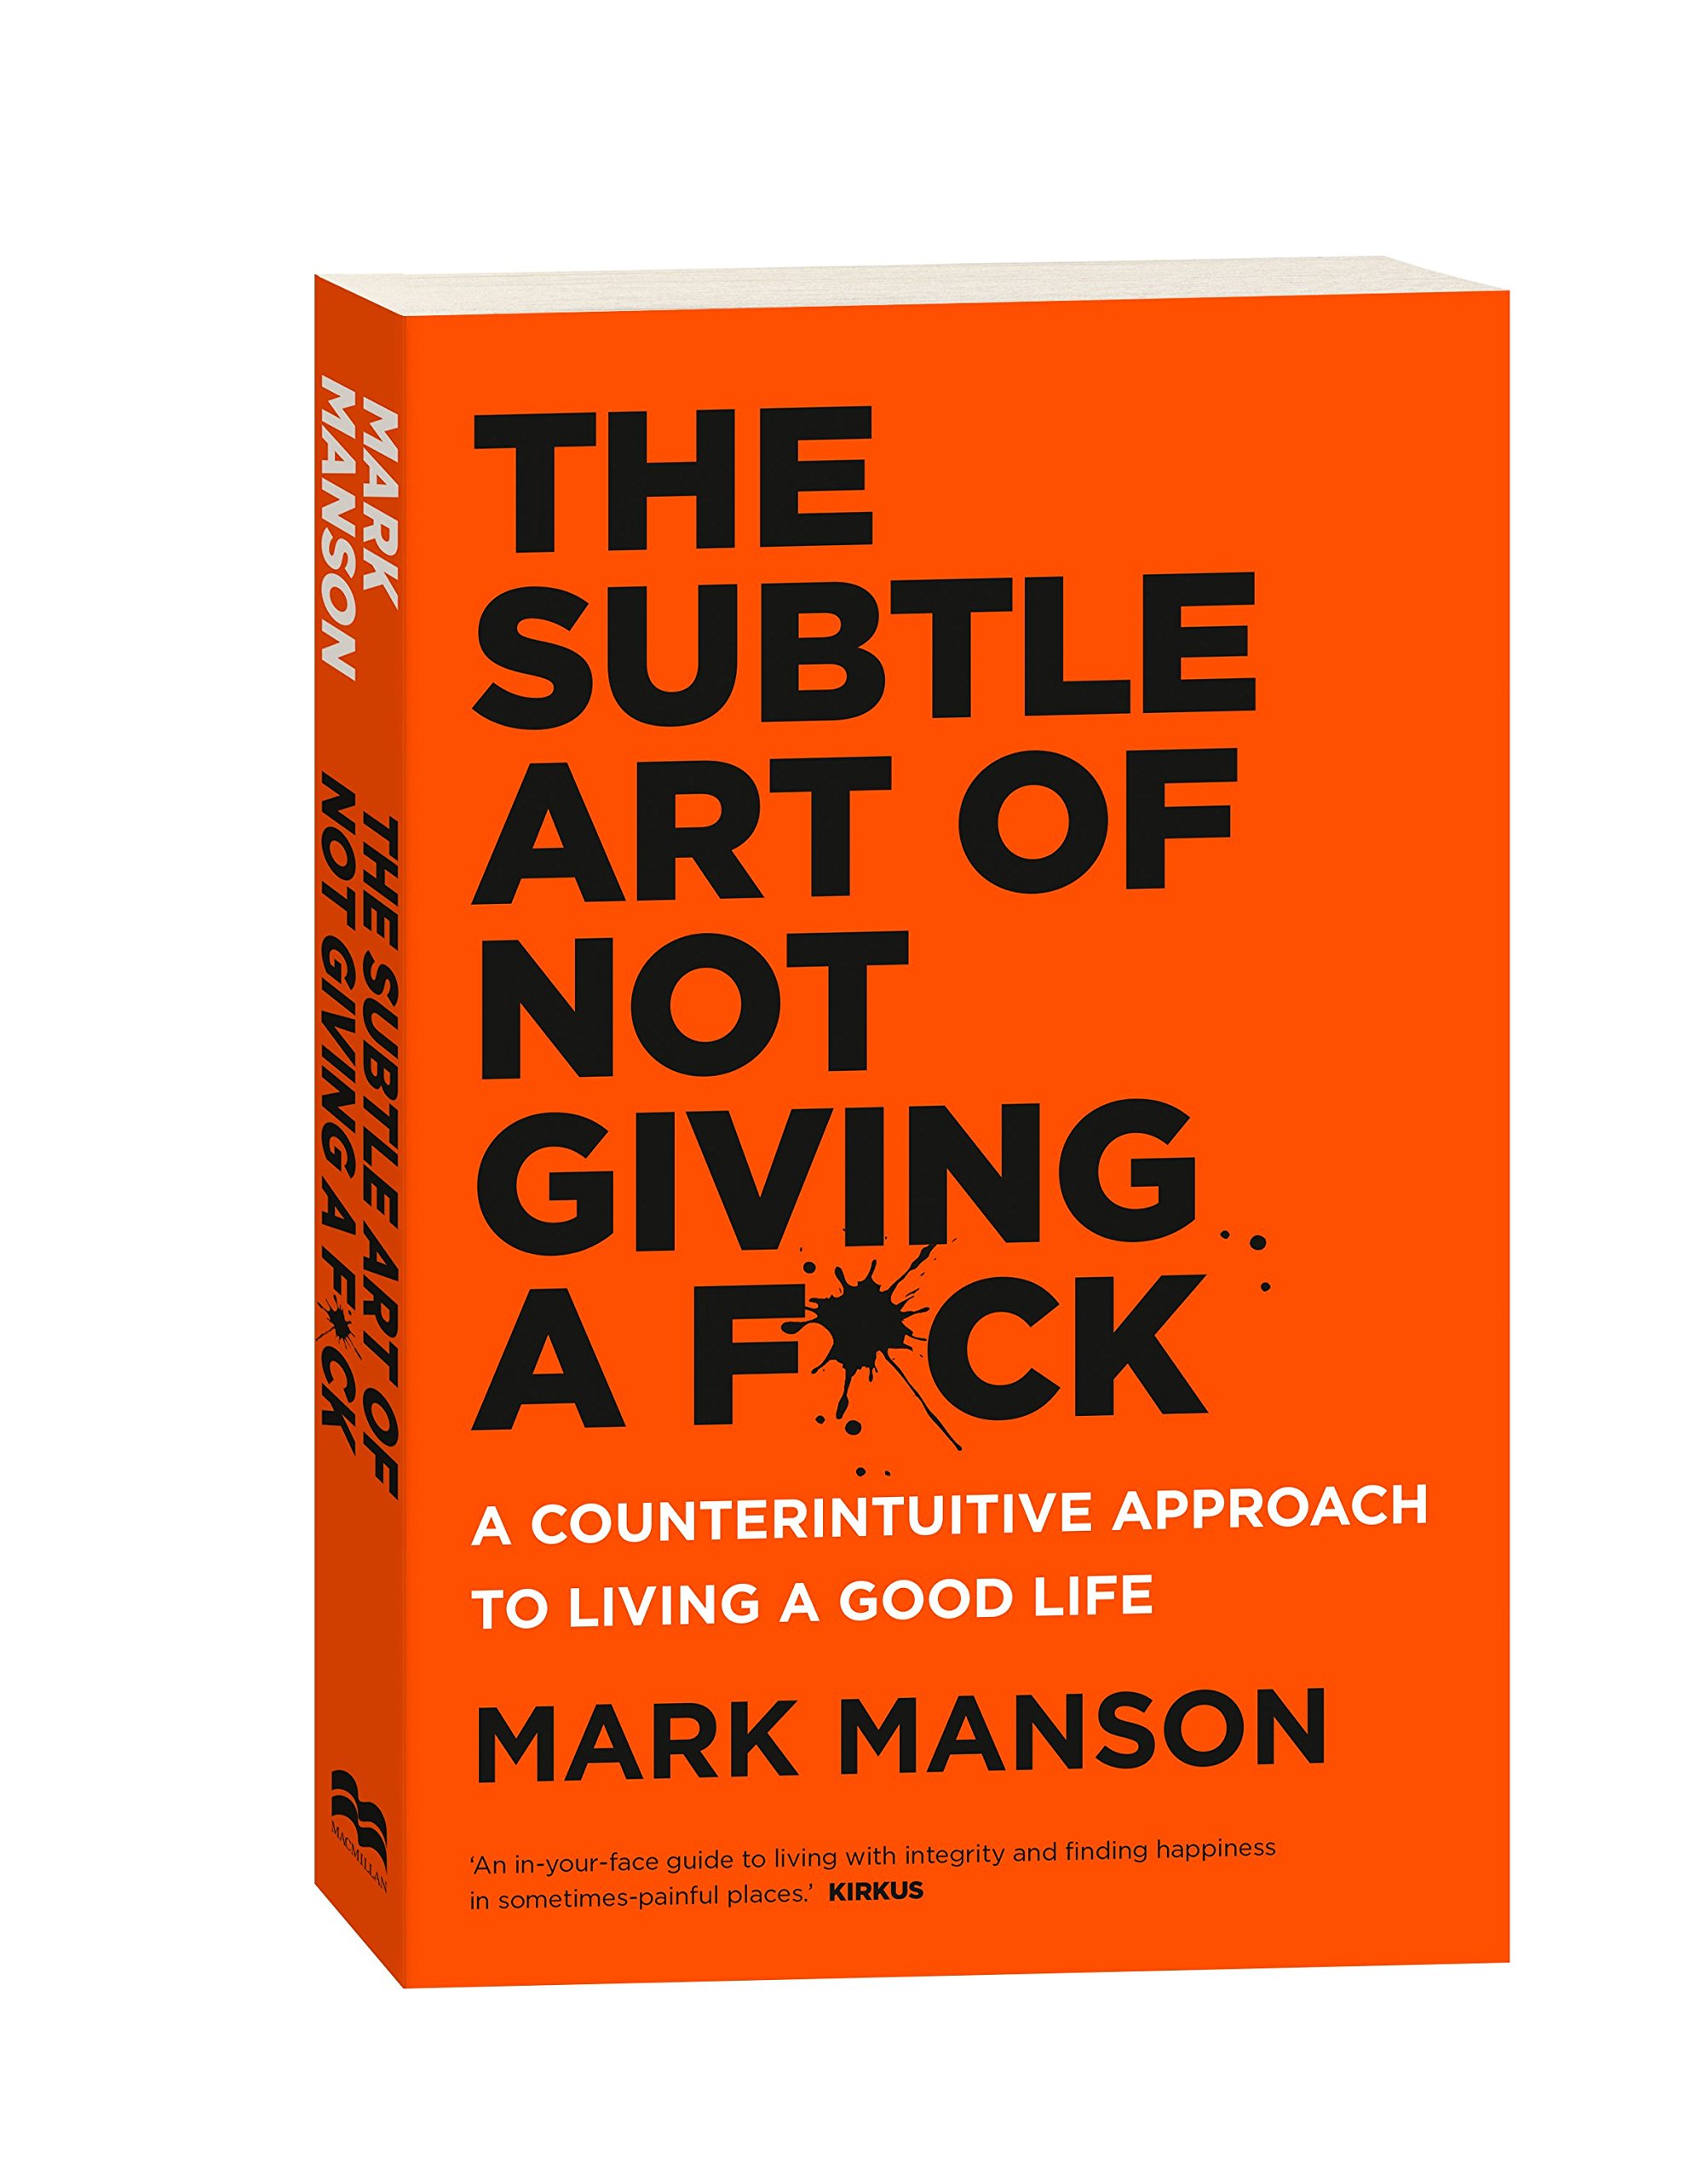 THE
SUBTLE
ART OF
NOT
GIVING
A F*CK
A COUNTERINTUITIVE APPROACH
TO LIVING A GOOD LIFE
MARK MANSON
‘An in-your-face guide to living with integrity and finding happiness
in sometimes-painful places.’ KIRKUS
MARK
MANSON
THE SUBTLE ART OF
NOT GIVING A F*CK
MACMILLAN